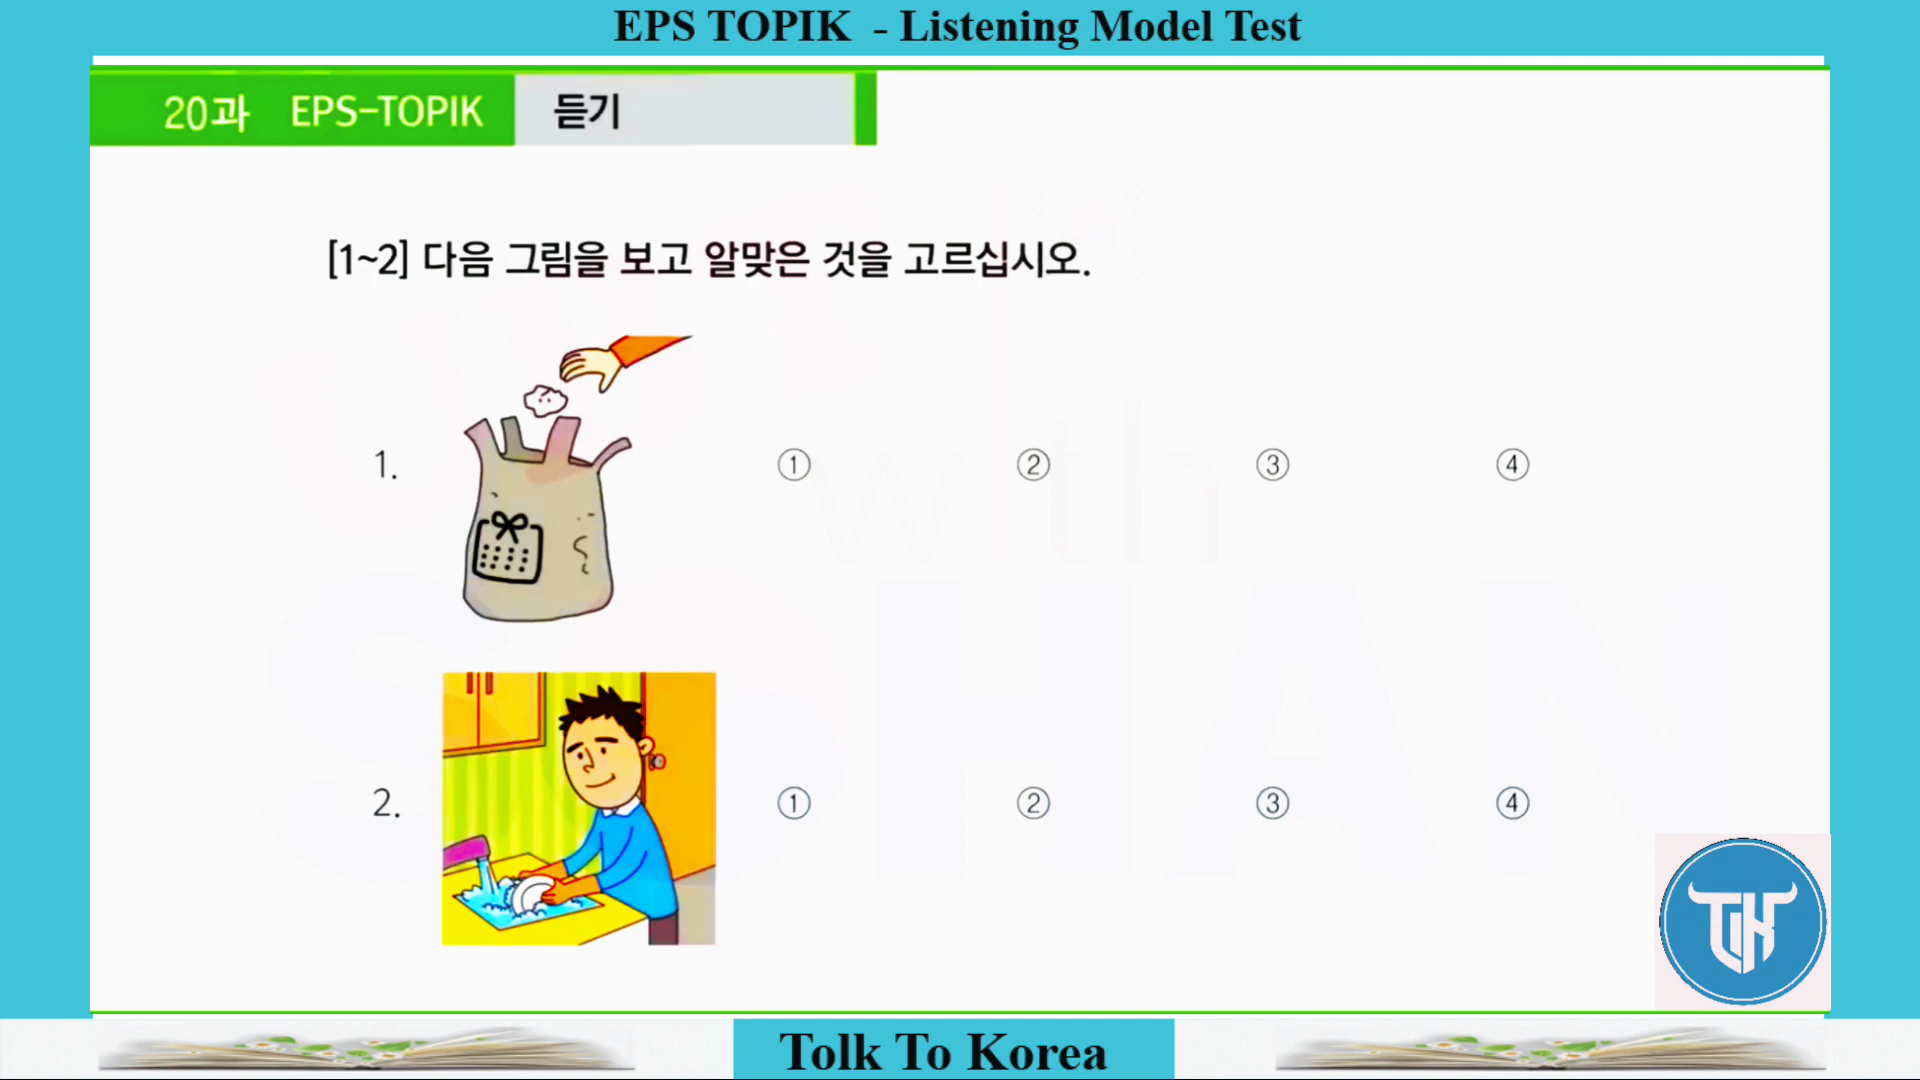 EPS TOPIK - Listening Model Test
20과 EPS-TOPIK 듣기
[1~2] 다음 그림을 보고 알맞은 것을 고르십시오.
1. ① ② ③ ④
with
SHAN
2. ① ② ③ ④
Tolk To Korea